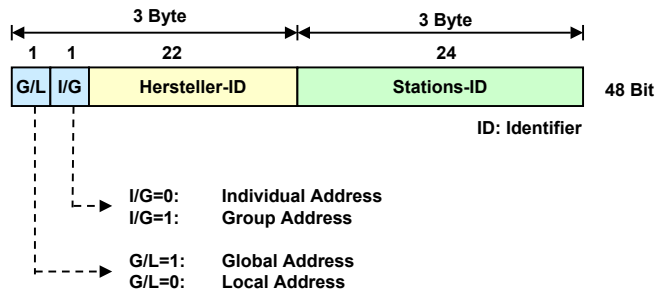 3 Byte 3 Byte
1 1 22 24
G/L I/G Hersteller-ID Stations-ID 48 Bit
ID: Identifier
I/G=0: Individual Address
I/G=1: Group Address
G/L=1: Global Address
G/L=0: Local Address